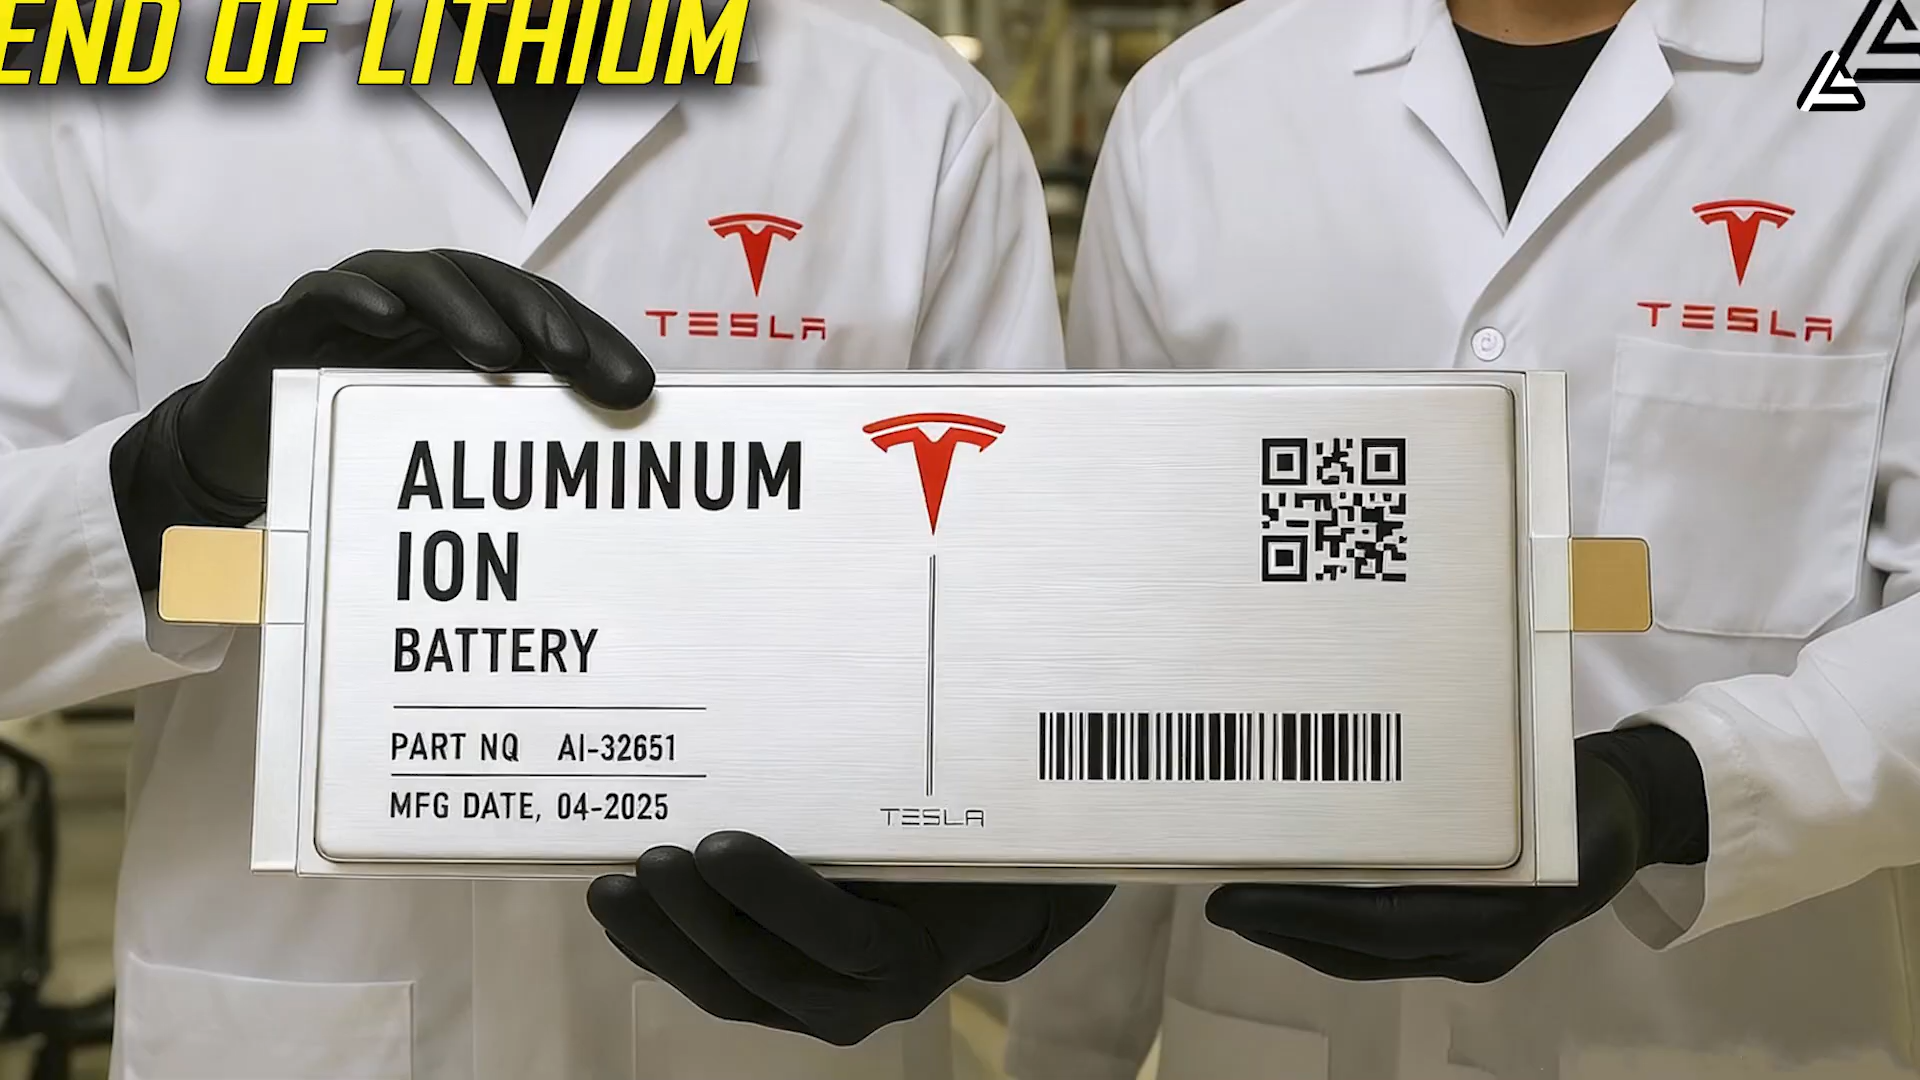 END OF LITHIUM
TESLA
TESLA
ALUMINUM
ION
BATTERY
PART NQ AI-32651
MFG DATE, 04-2025
TESLA